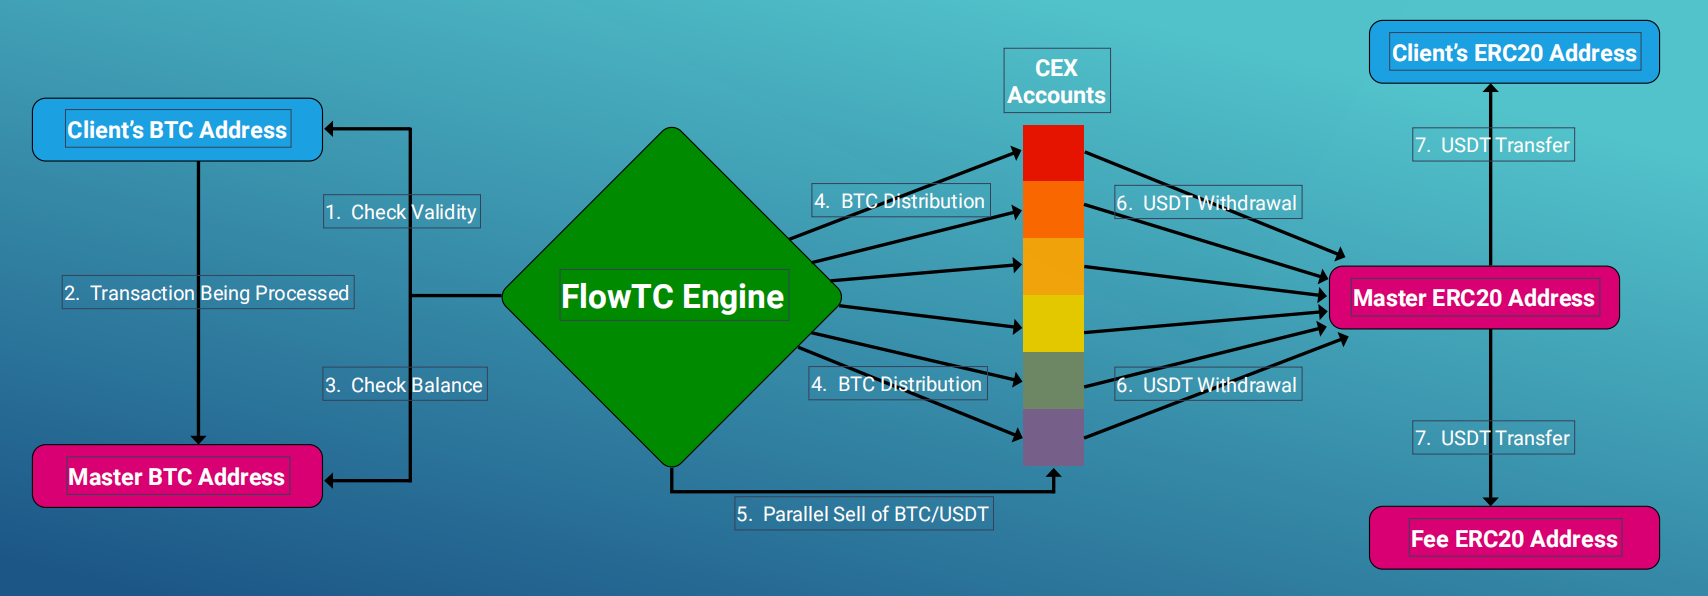 Client's BTC Address
1. Check Validity
2. Transaction Being Processed
3. Check Balance
Master BTC Address
FlowTC Engine
4. BTC Distribution
4. BTC Distribution
5. Parallel Sell of BTC/USDT
CEX
Accounts
6. USDT Withdrawal
6. USDT Withdrawal
Client's ERC20 Address
7. USDT Transfer
Master ERC20 Address
7. USDT Transfer
Fee ERC20 Address